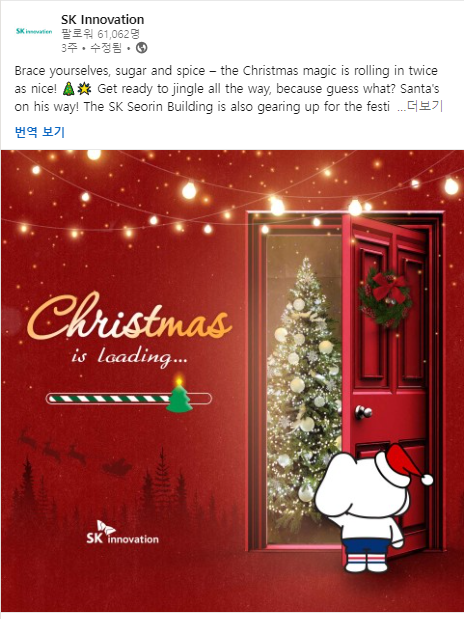 SK innovation
SK Innovation
팔로워 61,062명
3주 • 수정됨 •
Brace yourselves, sugar and spice – the Christmas magic is rolling in twice
as nice! 🎄💥 Get ready to jingle all the way, because guess what? Santa's
on his way! The SK Seorin Building is also gearing up for the festi ...더보기
번역 보기
Christmas
is loading...
SK innovation